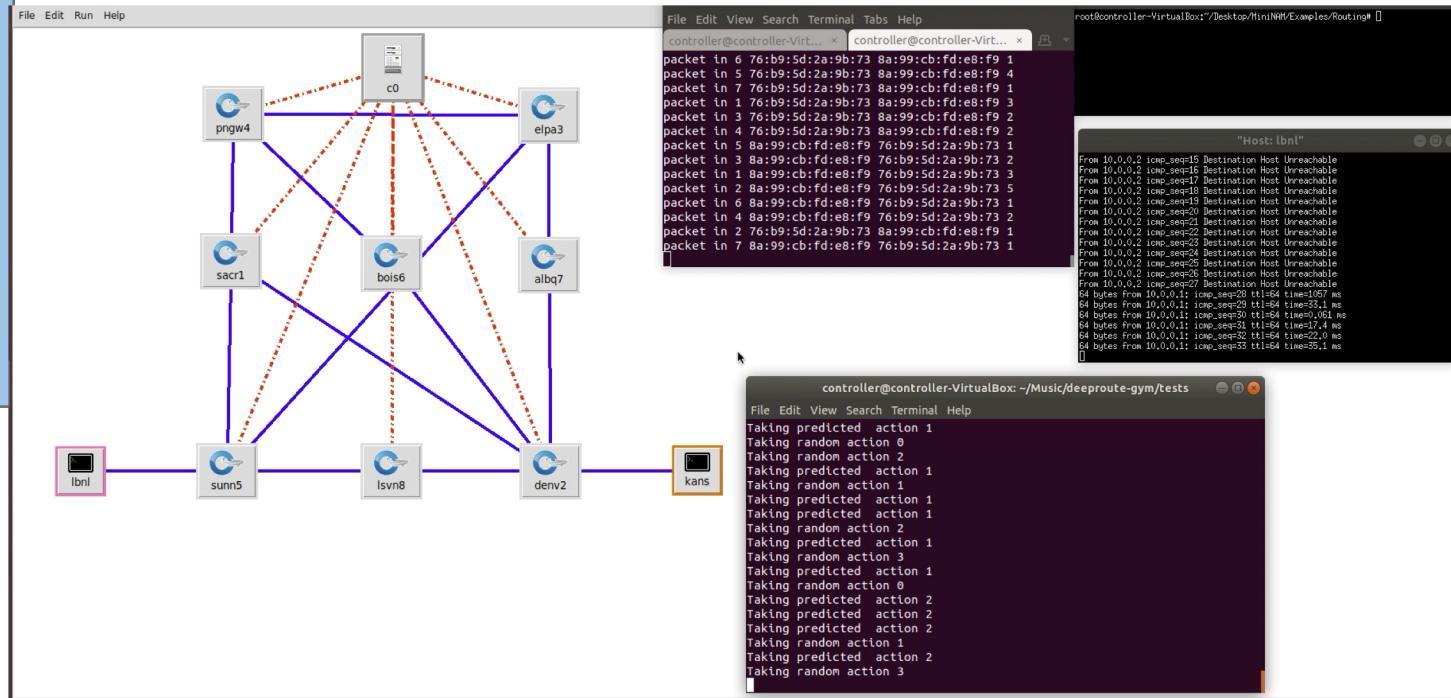 File Edit Run Help
c0
pngw4
elpa3
sacr1
bois6
albq7
lbnl
sunn5
lsvn8
denv2
kans
File Edit View Search Terminal Tabs Help
controller@controller-Virt... × controller@controller-Virt... ×
packet in 6 76:b9:5d:2a:9b:73 8a:99:cb:fd:e8:f9 1
packet in 5 76:b9:5d:2a:9b:73 8a:99:cb:fd:e8:f9 4
packet in 7 76:b9:5d:2a:9b:73 8a:99:cb:fd:e8:f9 1
packet in 1 76:b9:5d:2a:9b:73 8a:99:cb:fd:e8:f9 3
packet in 3 76:b9:5d:2a:9b:73 8a:99:cb:fd:e8:f9 2
packet in 4 76:b9:5d:2a:9b:73 8a:99:cb:fd:e8:f9 2
packet in 5 8a:99:cb:fd:e8:f9 76:b9:5d:2a:9b:73 1
packet in 3 8a:99:cb:fd:e8:f9 76:b9:5d:2a:9b:73 2
packet in 1 8a:99:cb:fd:e8:f9 76:b9:5d:2a:9b:73 3
packet in 2 8a:99:cb:fd:e8:f9 76:b9:5d:2a:9b:73 5
packet in 6 8a:99:cb:fd:e8:f9 76:b9:5d:2a:9b:73 1
packet in 4 8a:99:cb:fd:e8:f9 76:b9:5d:2a:9b:73 2
packet in 2 76:b9:5d:2a:9b:73 8a:99:cb:fd:e8:f9 1
packet in 7 8a:99:cb:fd:e8:f9 76:b9:5d:2a:9b:73 1
root@controller-VirtualBox:~/Desktop/MiniNAM/Examples/Routing#
"Host: lbnl"
From 10.0.0.2 icmp_seq=15 Destination Host Unreachable
From 10.0.0.2 icmp_seq=16 Destination Host Unreachable
From 10.0.0.2 icmp_seq=17 Destination Host Unreachable
From 10.0.0.2 icmp_seq=18 Destination Host Unreachable
From 10.0.0.2 icmp_seq=19 Destination Host Unreachable
From 10.0.0.2 icmp_seq=20 Destination Host Unreachable
From 10.0.0.2 icmp_seq=21 Destination Host Unreachable
From 10.0.0.2 icmp_seq=22 Destination Host Unreachable
From 10.0.0.2 icmp_seq=23 Destination Host Unreachable
From 10.0.0.2 icmp_seq=24 Destination Host Unreachable
From 10.0.0.2 icmp_seq=25 Destination Host Unreachable
From 10.0.0.2 icmp_seq=26 Destination Host Unreachable
From 10.0.0.2 icmp_seq=27 Destination Host Unreachable
64 bytes from 10.0.0.1: icmp_seq=28 ttl=64 time=1057 ms
64 bytes from 10.0.0.1: icmp_seq=29 ttl=64 time=33.1 ms
64 bytes from 10.0.0.1: icmp_seq=30 ttl=64 time=0.061 ms
64 bytes from 10.0.0.1: icmp_seq=31 ttl=64 time=17.4 ms
64 bytes from 10.0.0.1: icmp_seq=32 ttl=64 time=22.0 ms
64 bytes from 10.0.0.1: icmp_seq=33 ttl=64 time=35.1 ms
controller@controller-VirtualBox: ~/Music/deeproute-gym/tests
File Edit View Search Terminal Help
Taking predicted  action 1
Taking random action 0
Taking random action 2
Taking predicted  action 1
Taking random action 1
Taking predicted  action 1
Taking predicted  action 1
Taking random action 2
Taking predicted  action 1
Taking random action 3
Taking predicted  action 1
Taking random action 0
Taking predicted  action 2
Taking predicted  action 2
Taking predicted  action 2
Taking random action 1
Taking predicted  action 2
Taking random action 3